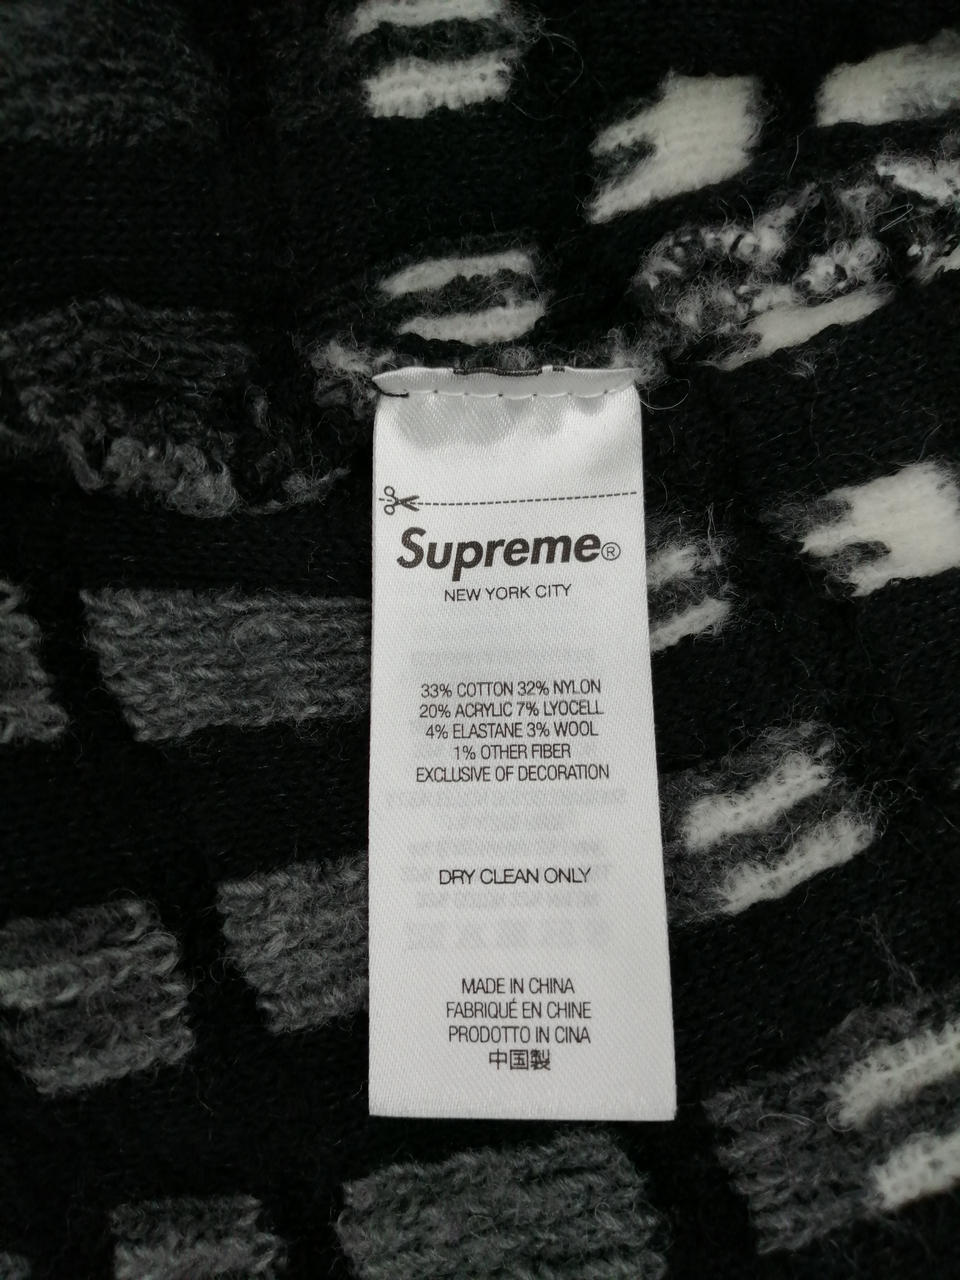 Supreme®
NEW YORK CITY
33% COTTON 32% NYLON
20% ACRYLIC 7% LYOCELL
4% ELASTANE 3% WOOL
1% OTHER FIBER
EXCLUSIVE OF DECORATION
DRY CLEAN ONLY
MADE IN CHINA
FABRIQUÉ EN CHINE
PRODOTTO IN CINA
中国製